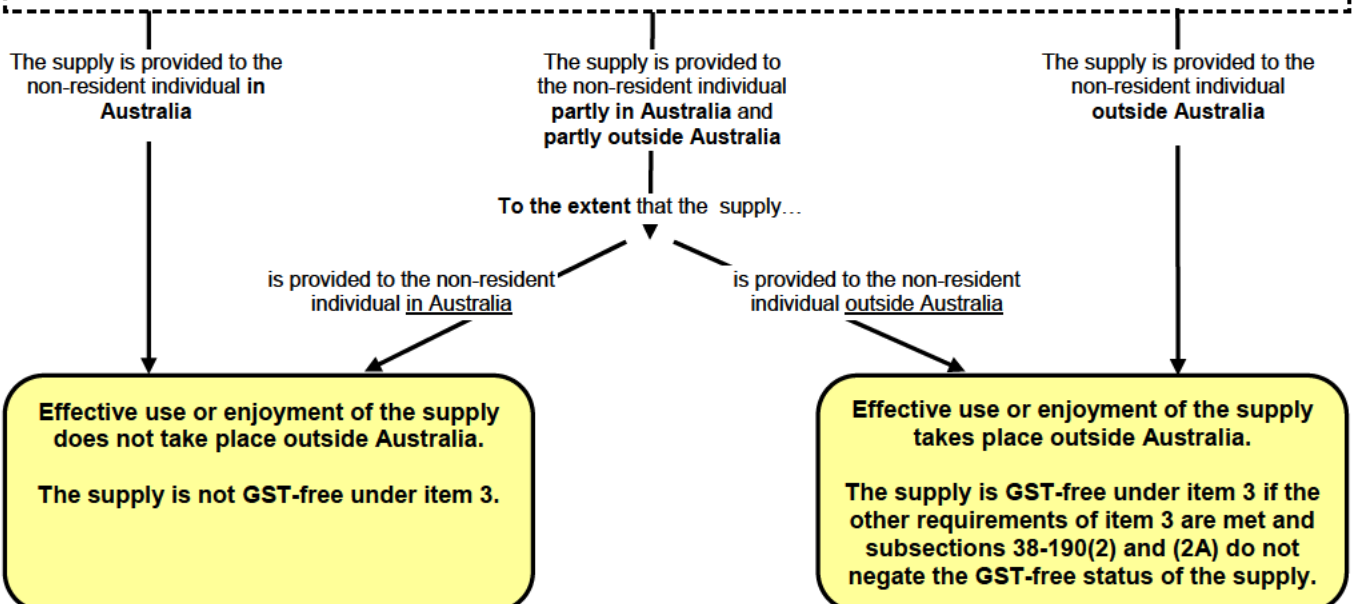 The supply is provided to the
non-resident individual in
Australia
The supply is provided to
the non-resident individual
partly in Australia and
partly outside Australia
The supply is provided to the
non-resident individual
outside Australia
To the extent that the  supply…
is provided to the non-resident
individual in Australia
is provided to the non-resident
individual outside Australia
Effective use or enjoyment of the supply
does not take place outside Australia.
The supply is not GST-free under item 3.
Effective use or enjoyment of the supply
takes place outside Australia.
The supply is GST-free under item 3 if the
other requirements of item 3 are met and
subsections 38-190(2) and (2A) do not
negate the GST-free status of the supply.